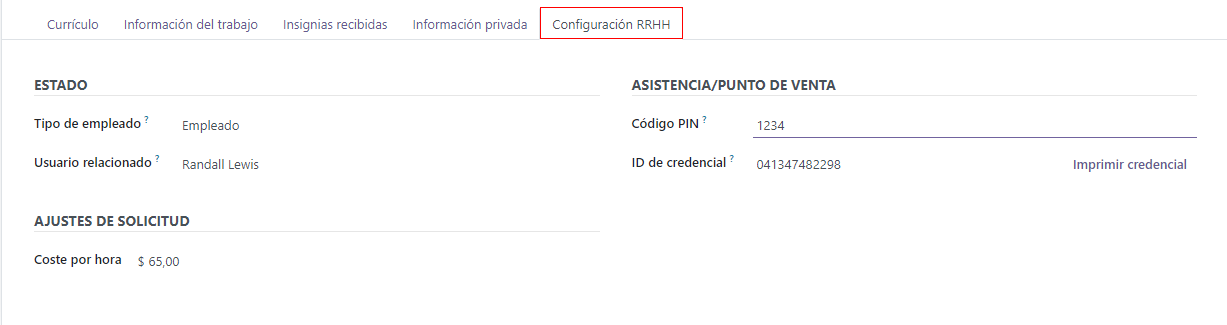 Currículo Información del trabajo Insignias recibidas Información privada Configuración RRHH
ESTADO
Tipo de empleado ? Empleado
Usuario relacionado ? Randall Lewis
AJUSTES DE SOLICITUD
Coste por hora $ 65,00
ASISTENCIA/PUNTO DE VENTA
Código PIN ? 1234
ID de credencial ? 041347482298 Imprimir credencial